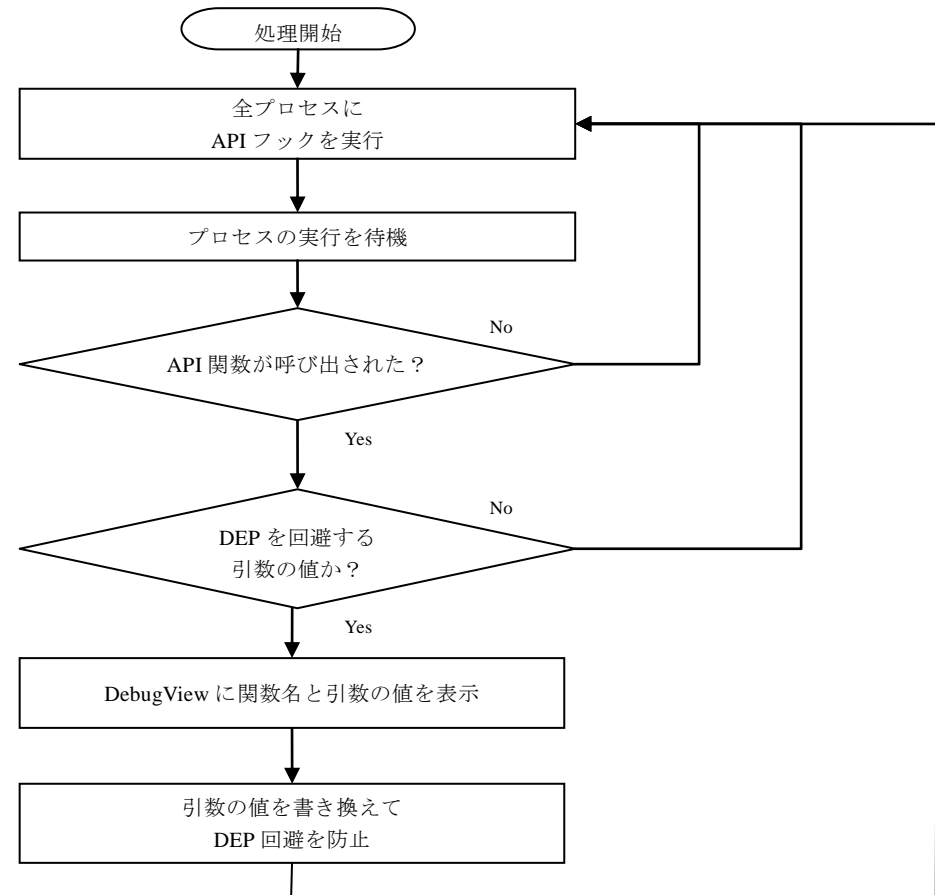 処理開始
全プロセスに
API フックを実行
プロセスの実行を待機
No
API 関数が呼び出された？
Yes
No
DEP を回避する
引数の値か？
Yes
DebugView に関数名と引数の値を表示
引数の値を書き換えて
DEP 回避を防止